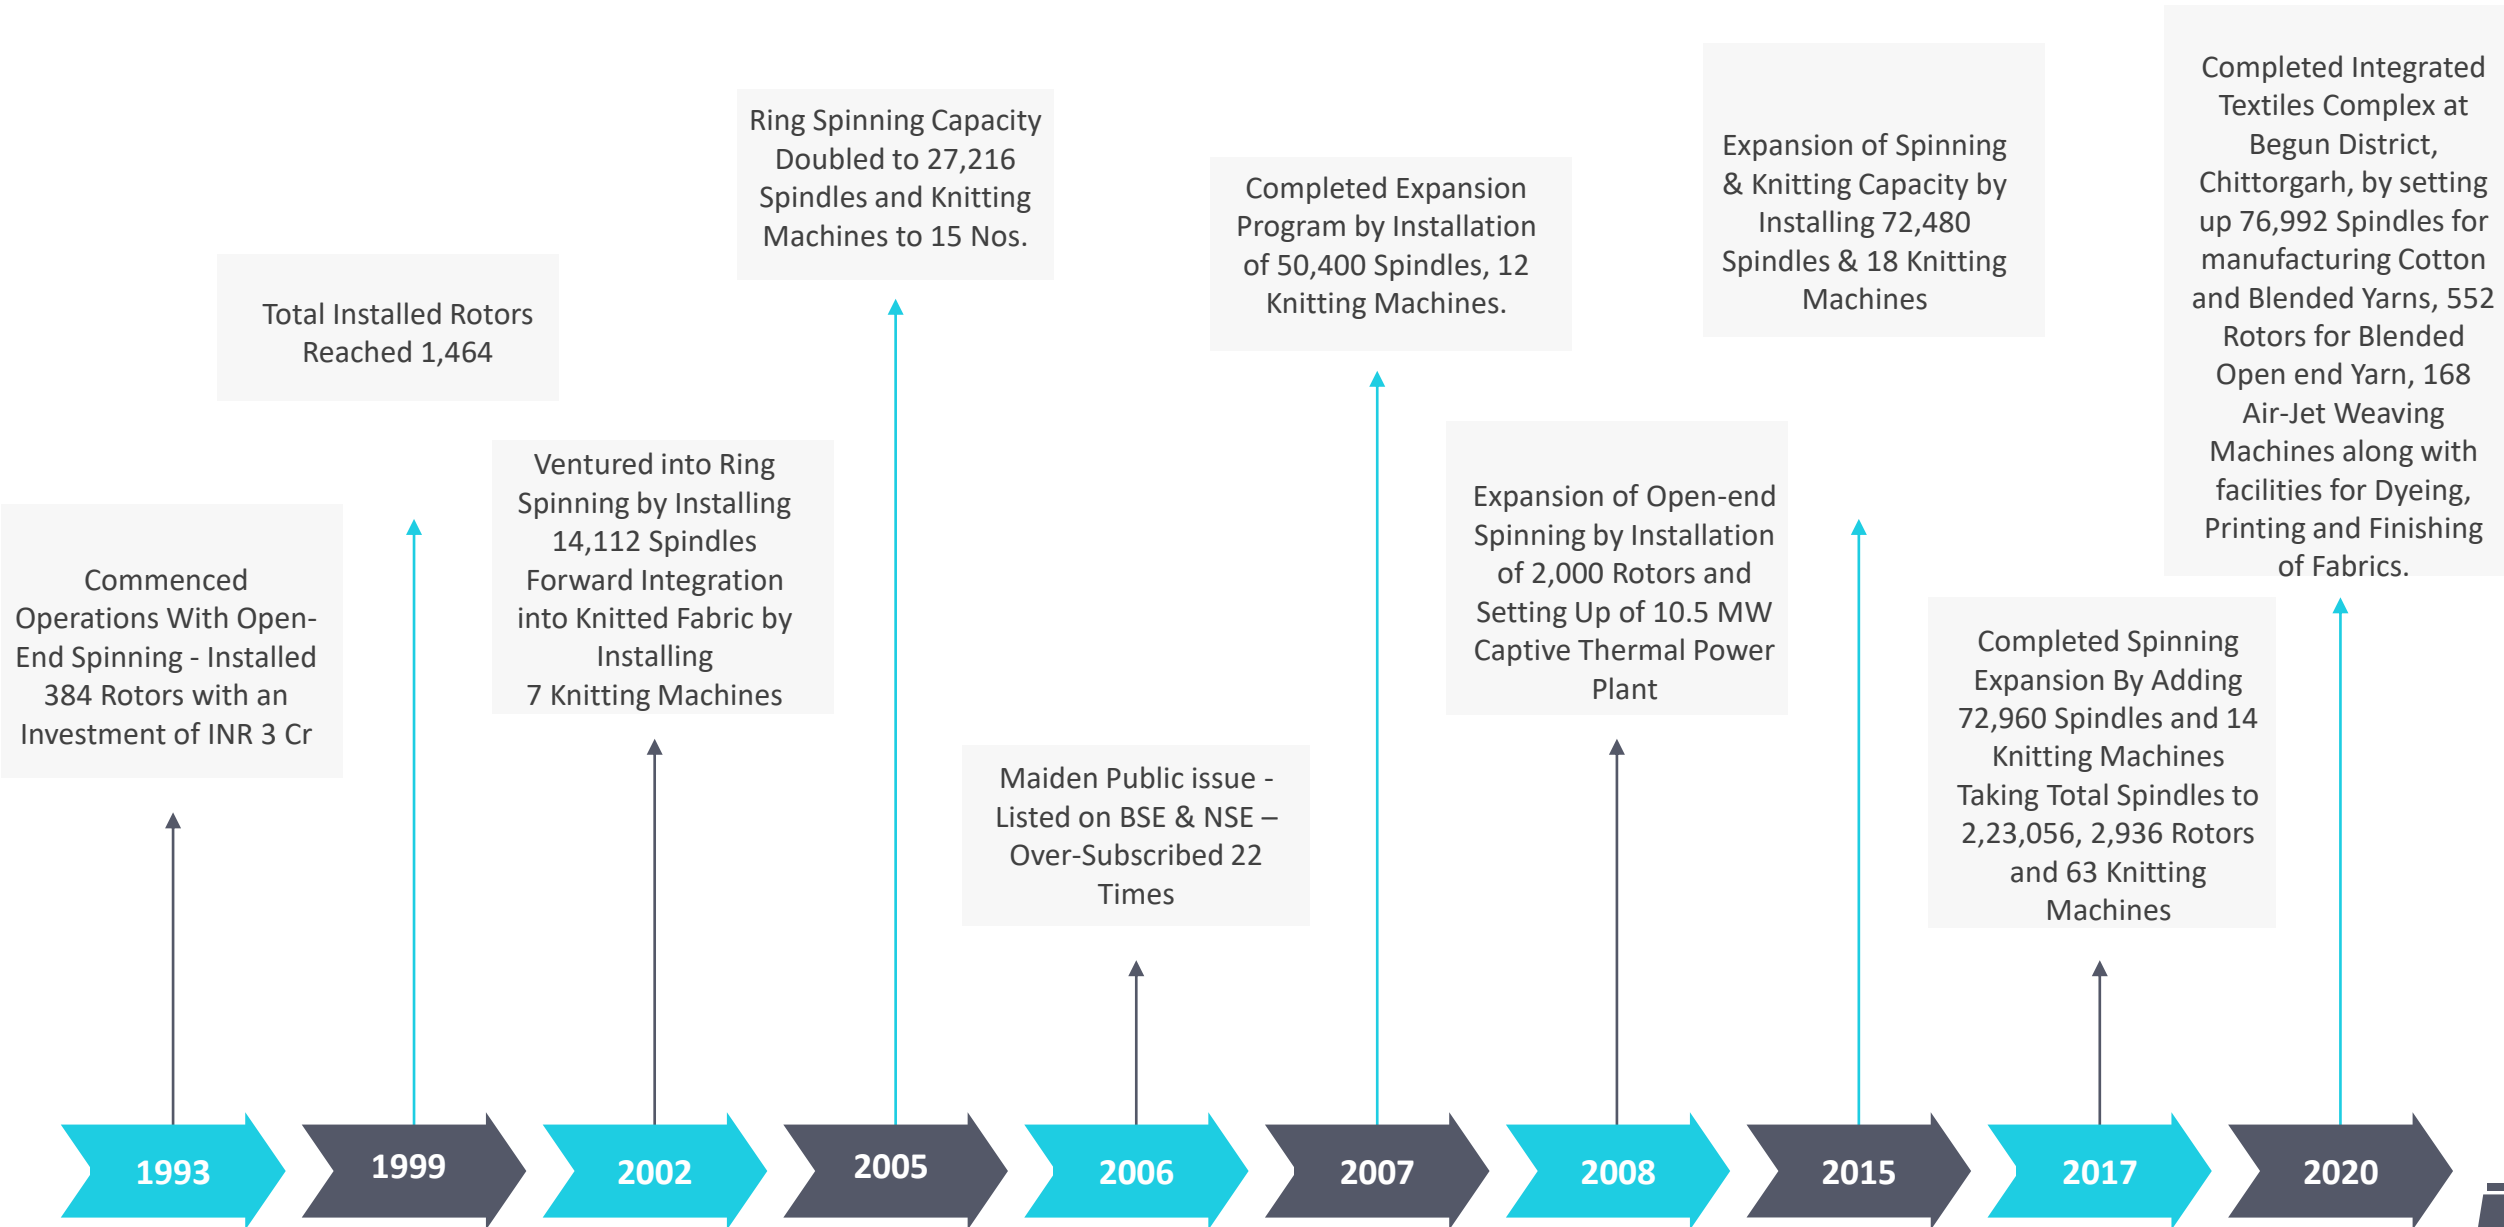 Commenced
Operations With Open-
End Spinning - Installed
384 Rotors with an
Investment of INR 3 Cr
Total Installed Rotors
Reached 1,464
Ventured into Ring
Spinning by Installing
14,112 Spindles
Forward Integration
into Knitted Fabric by
Installing
7 Knitting Machines
Ring Spinning Capacity
Doubled to 27,216
Spindles and Knitting
Machines to 15 Nos.
Maiden Public issue -
Listed on BSE & NSE –
Over-Subscribed 22
Times
Completed Expansion
Program by Installation
of 50,400 Spindles, 12
Knitting Machines.
Expansion of Open-end
Spinning by Installation
of 2,000 Rotors and
Setting Up of 10.5 MW
Captive Thermal Power
Plant
Expansion of Spinning
& Knitting Capacity by
Installing 72,480
Spindles & 18 Knitting
Machines
Completed Spinning
Expansion By Adding
72,960 Spindles and 14
Knitting Machines
Taking Total Spindles to
2,23,056, 2,936 Rotors
and 63 Knitting
Machines
Completed Integrated
Textiles Complex at
Begun District,
Chittorgarh, by setting
up 76,992 Spindles for
manufacturing Cotton
and Blended Yarns, 552
Rotors for Blended
Open end Yarn, 168
Air-Jet Weaving
Machines along with
facilities for Dyeing,
Printing and Finishing
of Fabrics.
1993
1999
2002
2005
2006
2007
2008
2015
2017
2020